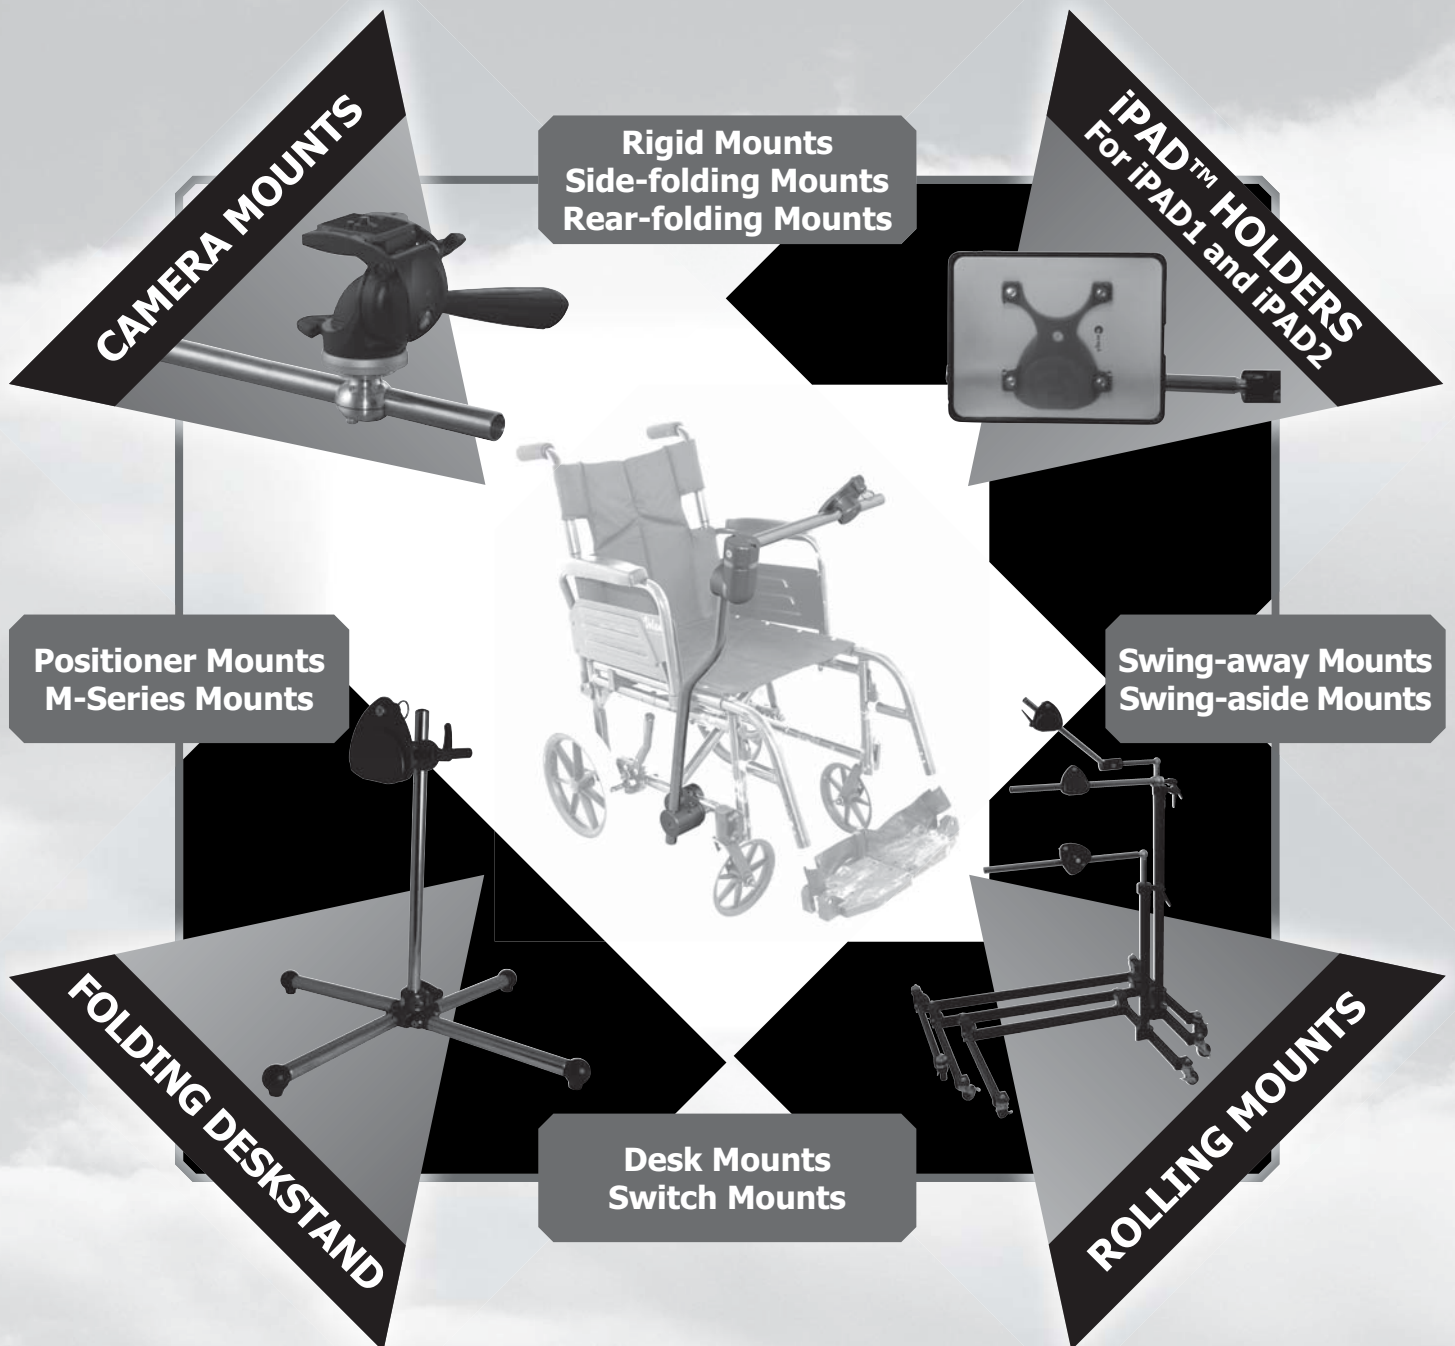 CAMERA MOUNTS
Rigid Mounts
Side-folding Mounts
Rear-folding Mounts
iPAD™ HOLDERS
For iPAD1 and iPAD2
Positioner Mounts
M-Series Mounts
Swing-away Mounts
Swing-aside Mounts
FOLDING DESKSTAND
Desk Mounts
Switch Mounts
ROLLING MOUNTS